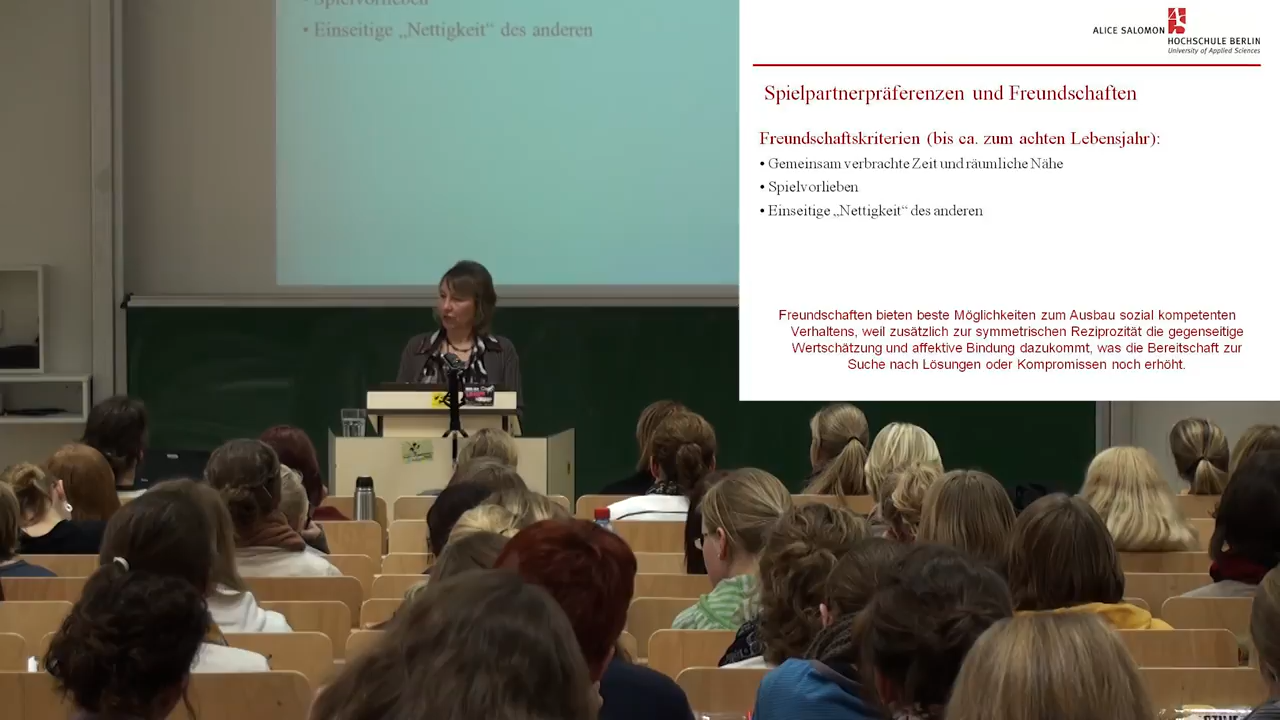 Spielvorlieben
• Einseitige „Nettigkeit“ des anderen
ALICE SALOMON
HOCHSCHULE BERLIN
University of Applied Sciences
Spielpartnerpräferenzen und Freundschaften
Freundschaftskriterien (bis ca. zum achten Lebensjahr):
• Gemeinsam verbrachte Zeit und räumliche Nähe
• Spielvorlieben
• Einseitige „Nettigkeit“ des anderen
Freundschaften bieten beste Möglichkeiten zum Ausbau sozial kompetenten
Verhaltens, weil zusätzlich zur symmetrischen Reziprozität die gegenseitige
Wertschätzung und affektive Bindung dazukommt, was die Bereitschaft zur
Suche nach Lösungen oder Kompromissen noch erhöht.